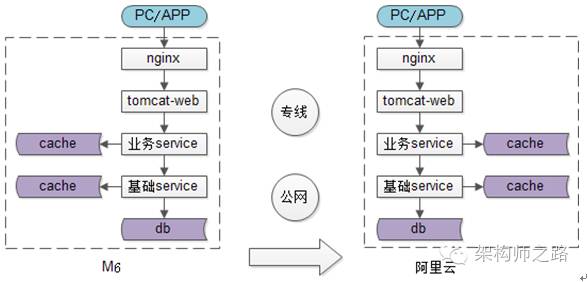 PC/APP
PC/APP
nginx
nginx
tomcat-web
tomcat-web
专线
cache
业务service
业务service
cache
cache
基础service
基础service
cache
公网
db
db
M6
阿里云
架构师之路